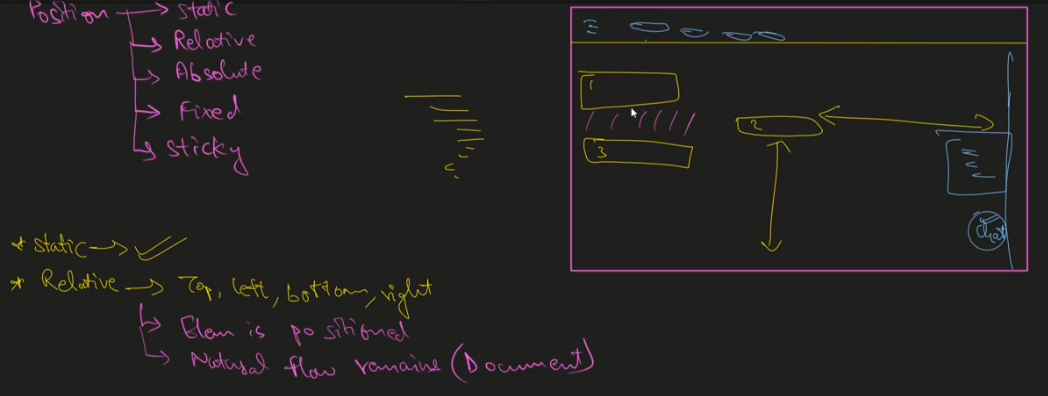 Position → Static
Relative
Absolute
Fixed
Sticky
* Static →
* Relative → Top, left, bottom, right
Elem is positioned
Natural flow remains (Document)
1
2
3
Chat